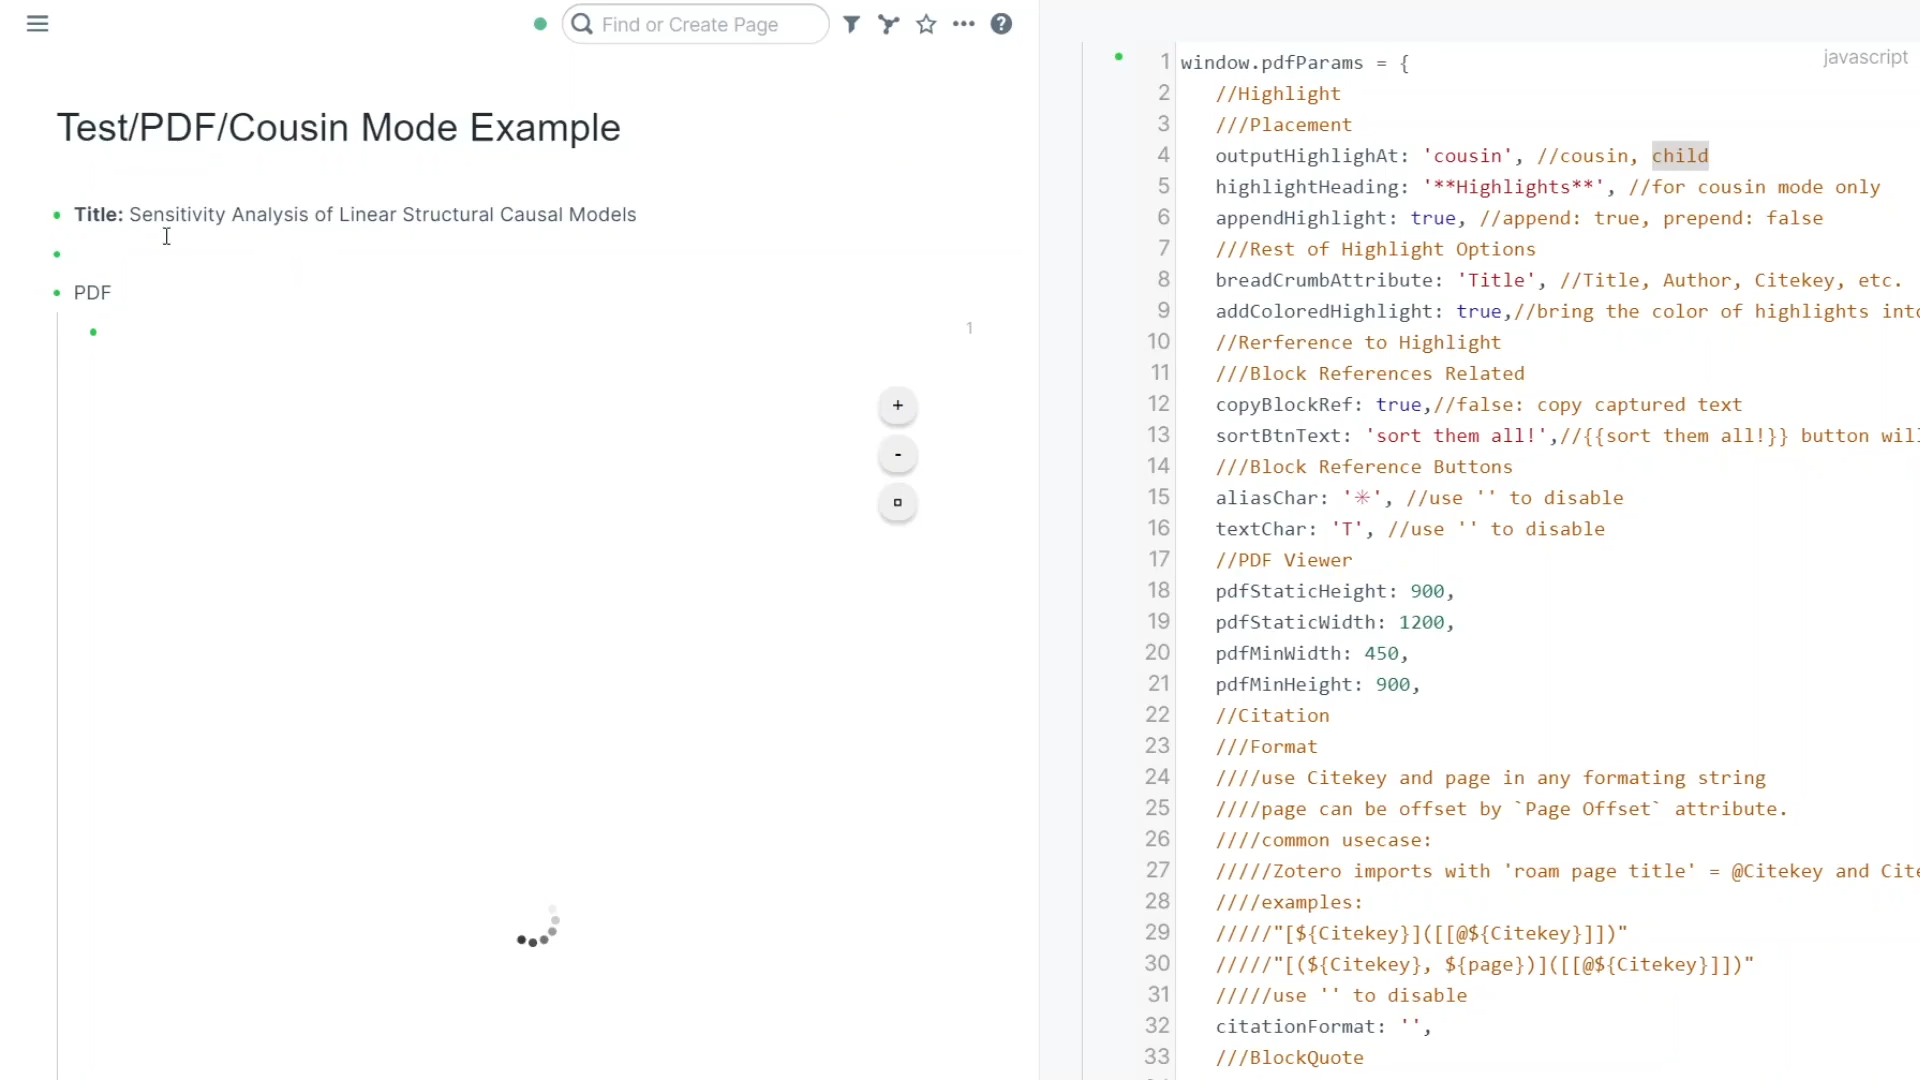 Find or Create Page
Test/PDF/Cousin Mode Example
Title: Sensitivity Analysis of Linear Structural Causal Models
PDF
1
+
-
javascript
1 window.pdfParams = {
2 //Highlight
3 ///Placement
4 outputHighlighAt: 'cousin', //cousin, child
5 highlightHeading: '**Highlights**', //for cousin mode only
6 appendHighlight: true, //append: true, prepend: false
7 ///Rest of Highlight Options
8 breadCrumbAttribute: 'Title', //Title, Author, Citekey, etc.
9 addColoredHighlight: true,//bring the color of highlights into
10 //Rerference to Highlight
11 ///Block References Related
12 copyBlockRef: true,//false: copy captured text
13 sortBtnText: 'sort them all!',//{{sort them all!}} button will
14 ///Block Reference Buttons
15 aliasChar: '✳', //use '' to disable
16 textChar: 'T', //use '' to disable
17 //PDF Viewer
18 pdfStaticHeight: 900,
19 pdfStaticWidth: 1200,
20 pdfMinWidth: 450,
21 pdfMinHeight: 900,
22 //Citation
23 ///Format
24 ////use Citekey and page in any formating string
25 ////page can be offset by `Page Offset` attribute.
26 ////common usecase:
27 /////Zotero imports with 'roam page title' = @Citekey and Cite
28 ////examples:
29 /////"[${Citekey}]([[@${Citekey}]])"
30 /////"[(${Citekey}, ${page})]([[@${Citekey}]])"
31 /////use '' to disable
32 citationFormat: '',
33 ///BlockQuote